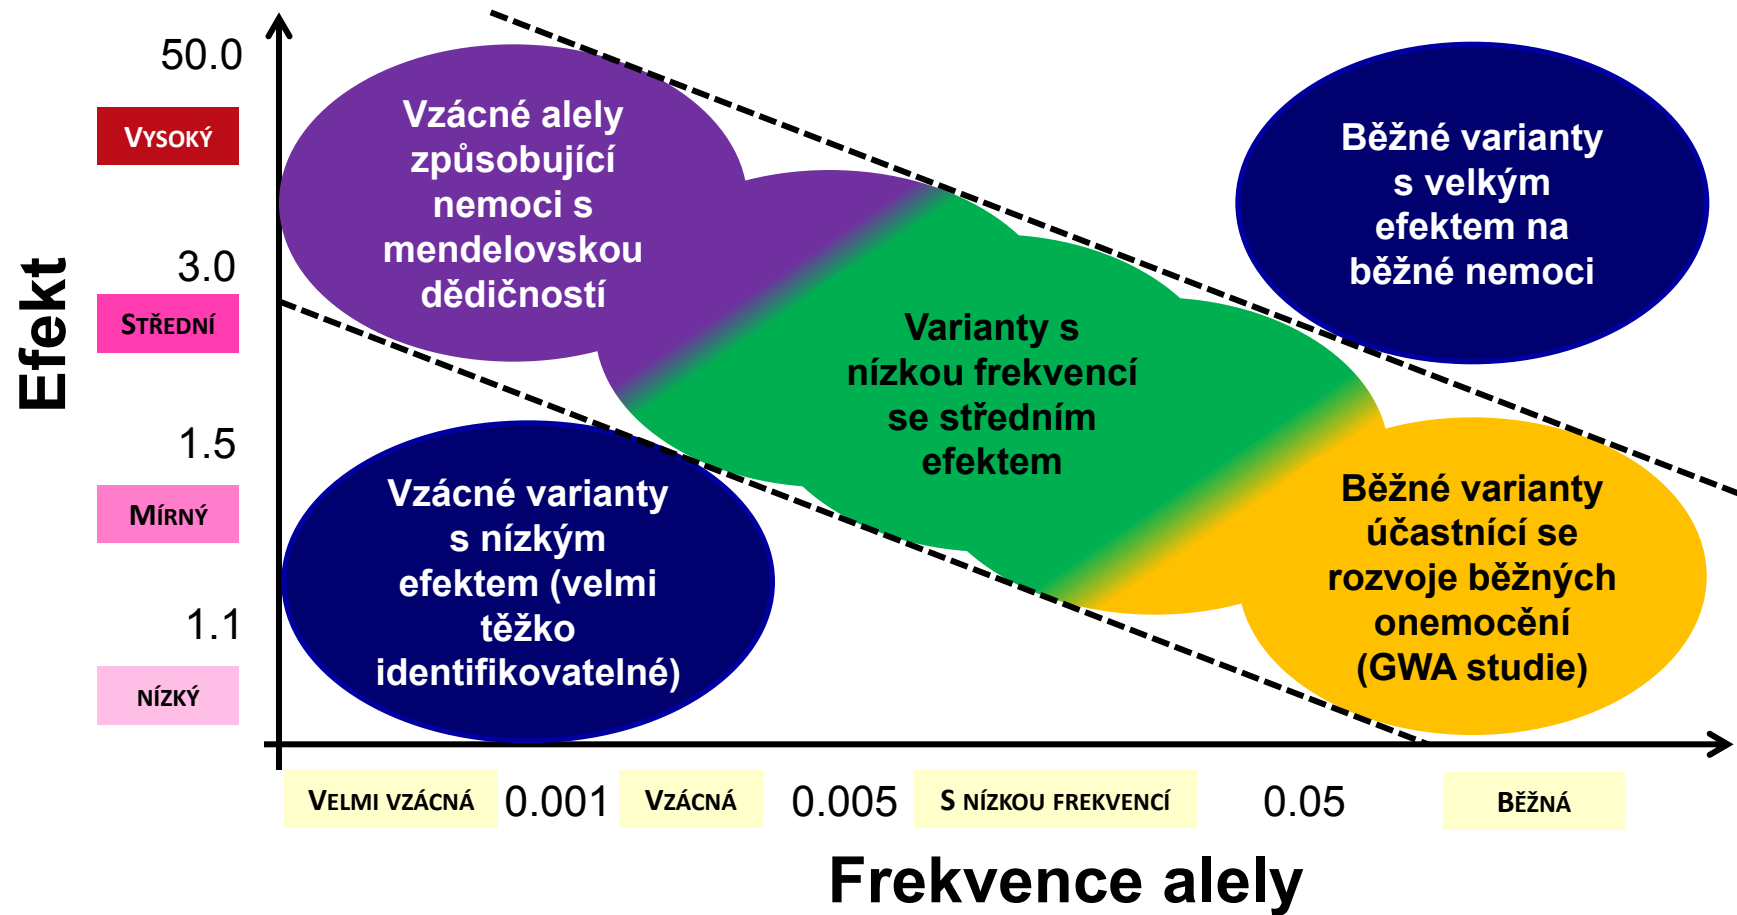 Efekt
50.0
VYSOKÝ
3.0
STŘEDNÍ
1.5
MÍRNÝ
1.1
NÍZKÝ
Vzácné alely
způsobující
nemoci s
mendelovskou
dědičností
Běžné varianty
s velkým
efektem na
běžné nemoci
Varianty s
nízkou frekvencí
se středním
efektem
Vzácné varianty
s nízkým
efektem (velmi
těžko
identifikovatelné)
Běžné varianty
účastnící se
rozvoje běžných
onemocění
(GWA studie)
VELMI VZÁCNÁ 0.001 VZÁCNÁ 0.005 S NÍZKOU FREKVENCÍ 0.05 BĚŽNÁ
Frekvence alely